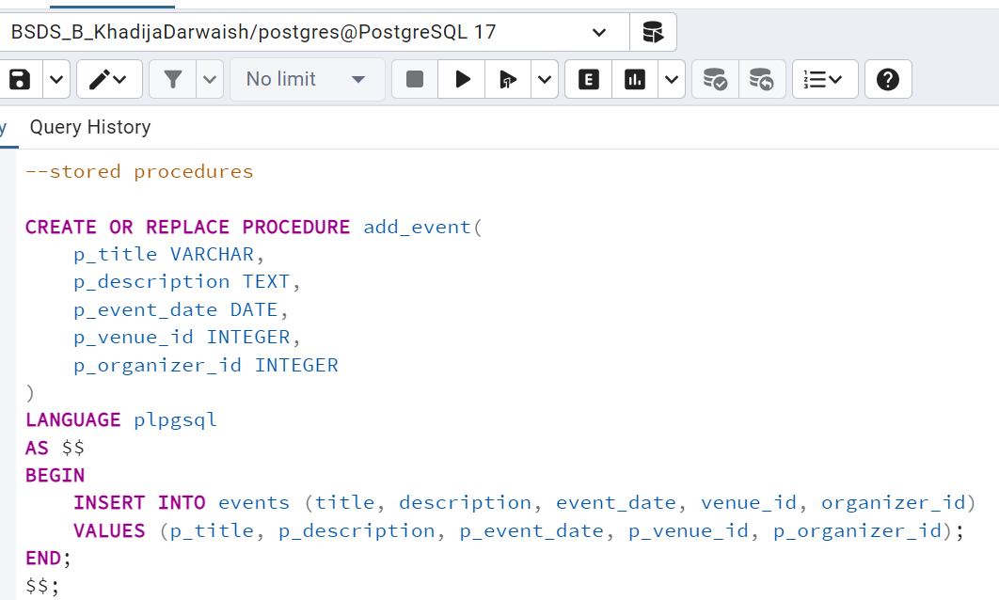 BSDS_B_KhadijaDarwaish/postgres@PostgreSQL 17
No limit
y Query History
--stored procedures
CREATE OR REPLACE PROCEDURE add_event(
    p_title VARCHAR,
    p_description TEXT,
    p_event_date DATE,
    p_venue_id INTEGER,
    p_organizer_id INTEGER
)
LANGUAGE plpgsql
AS $$
BEGIN
    INSERT INTO events (title, description, event_date, venue_id, organizer_id)
    VALUES (p_title, p_description, p_event_date, p_venue_id, p_organizer_id);
END;
$$;